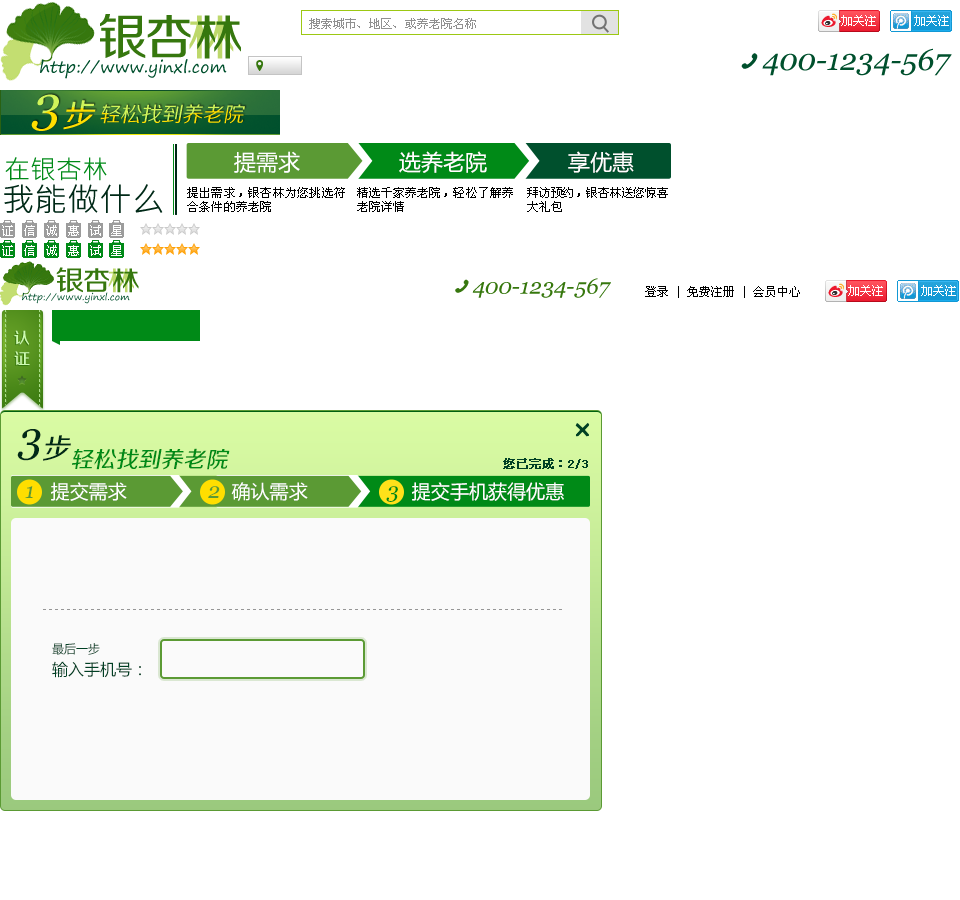 银杏林
http://www.yinxl.com
搜索城市、地区、或养老院名称
加关注
加关注
400-1234-567
3步 轻松找到养老院
在银杏林
我能做什么
提需求 选养老院 享优惠
提出需求，银杏林为您挑选符
合条件的养老院
精选千家养老院，轻松了解养
老院详情
拜访预约，银杏林送您惊喜
大礼包
证 信 诚 惠 试 星
证 信 诚 惠 试 星
银杏林
http://www.yinxl.com
400-1234-567
登录 | 免费注册 | 会员中心
加关注
加关注
认
证
3步 轻松找到养老院
您已完成：2/3
1 提交需求 2 确认需求 3 提交手机获得优惠
最后一步
输入手机号：